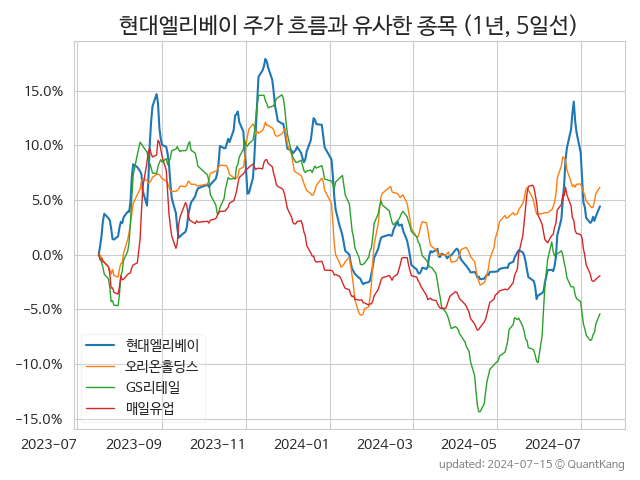 현대엘리베이 주가 흐름과 유사한 종목 (1년, 5일선)
15.0%
10.0%
5.0%
0.0%
−5.0%
−10.0%
−15.0%
현대엘리베이
오리온홀딩스
GS리테일
매일유업
2023-07
2023-09
2023-11
2024-01
2024-03
2024-05
2024-07
updated: 2024-07-15 © QuantKang